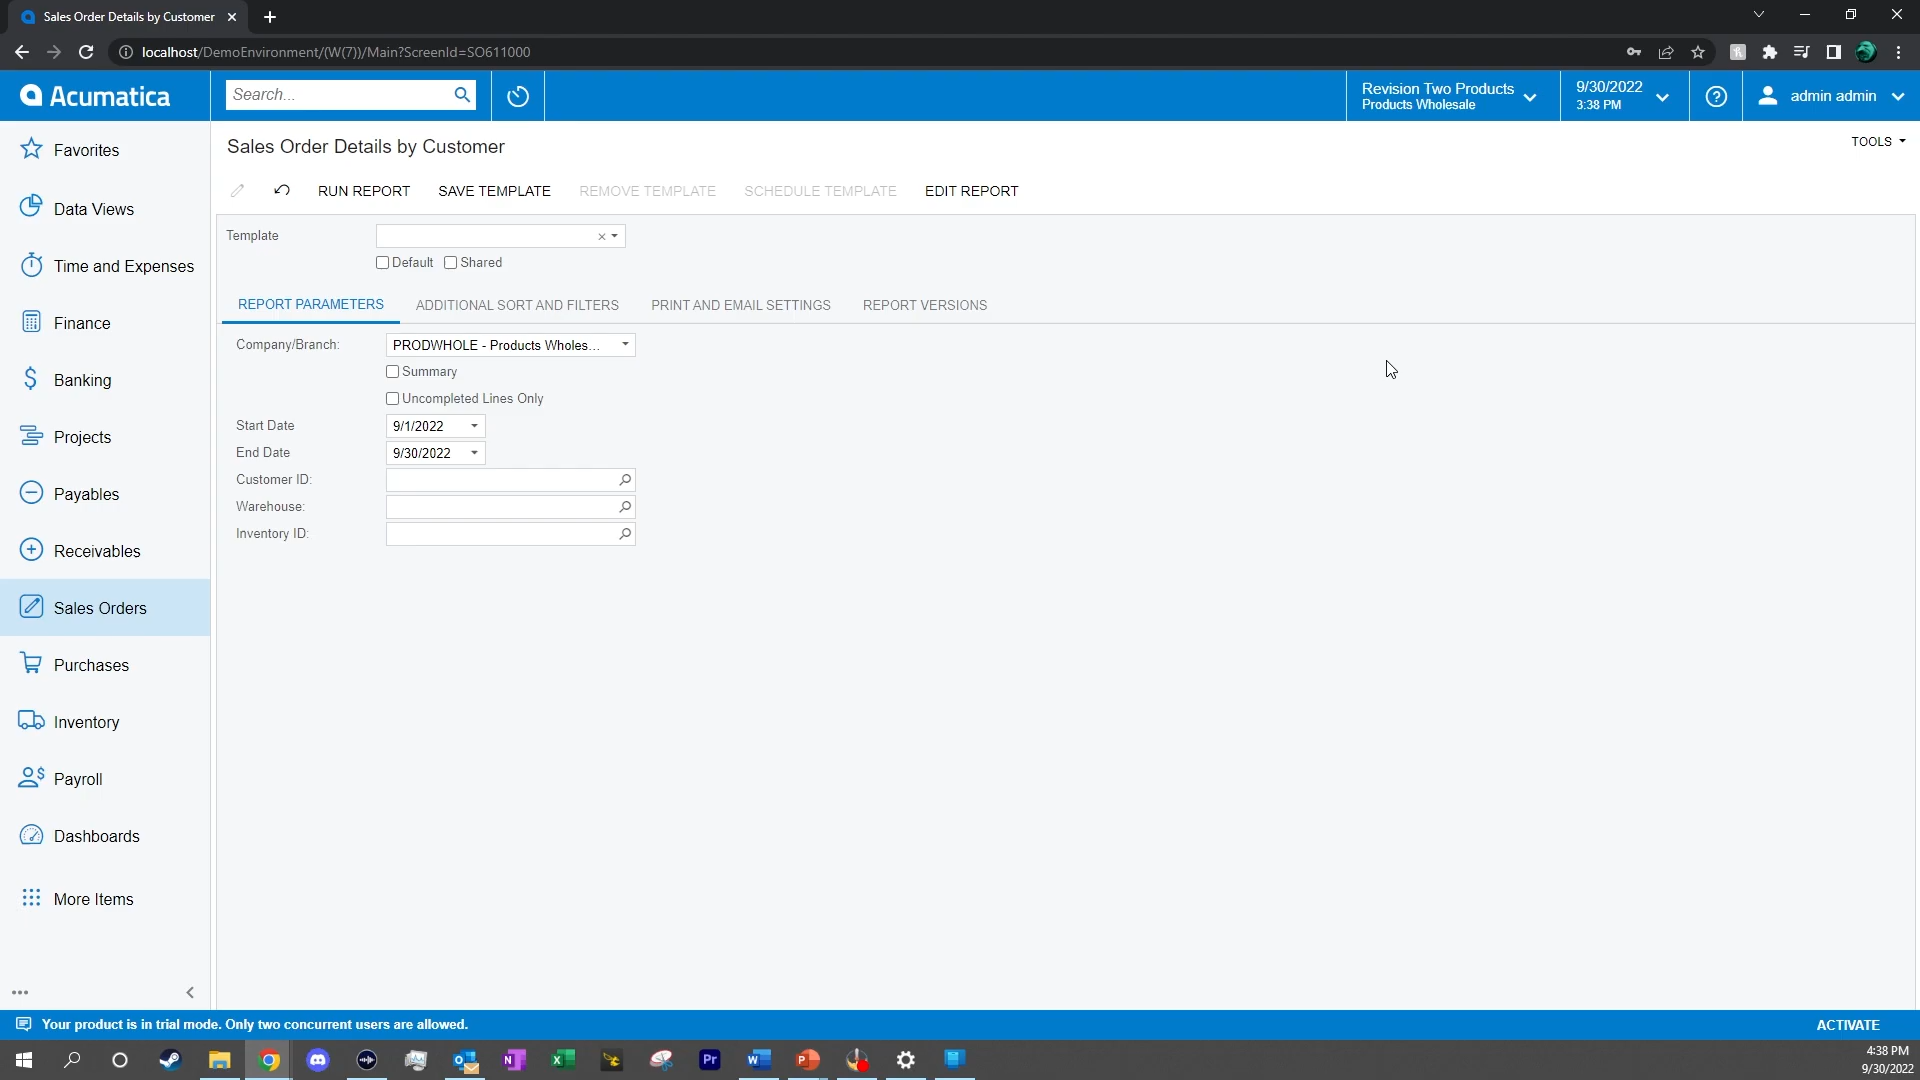 Sales Order Details by Customer
localhost/DemoEnvironment/(W(7))/Main?ScreenId=SO611000
Acumatica
Search...
Revision Two Products
Products Wholesale
9/30/2022
3:38 PM
admin admin
Favorites
Data Views
Time and Expenses
Finance
Banking
Projects
Payables
Receivables
Sales Orders
Purchases
Inventory
Payroll
Dashboards
More Items
Sales Order Details by Customer
TOOLS
RUN REPORT SAVE TEMPLATE REMOVE TEMPLATE SCHEDULE TEMPLATE EDIT REPORT
Template
Default Shared
REPORT PARAMETERS ADDITIONAL SORT AND FILTERS PRINT AND EMAIL SETTINGS REPORT VERSIONS
Company/Branch: PRODWHOLE - Products Wholes...
Summary
Uncompleted Lines Only
Start Date 9/1/2022
End Date 9/30/2022
Customer ID:
Warehouse:
Inventory ID:
Your product is in trial mode. Only two concurrent users are allowed.
ACTIVATE
4:38 PM
9/30/2022